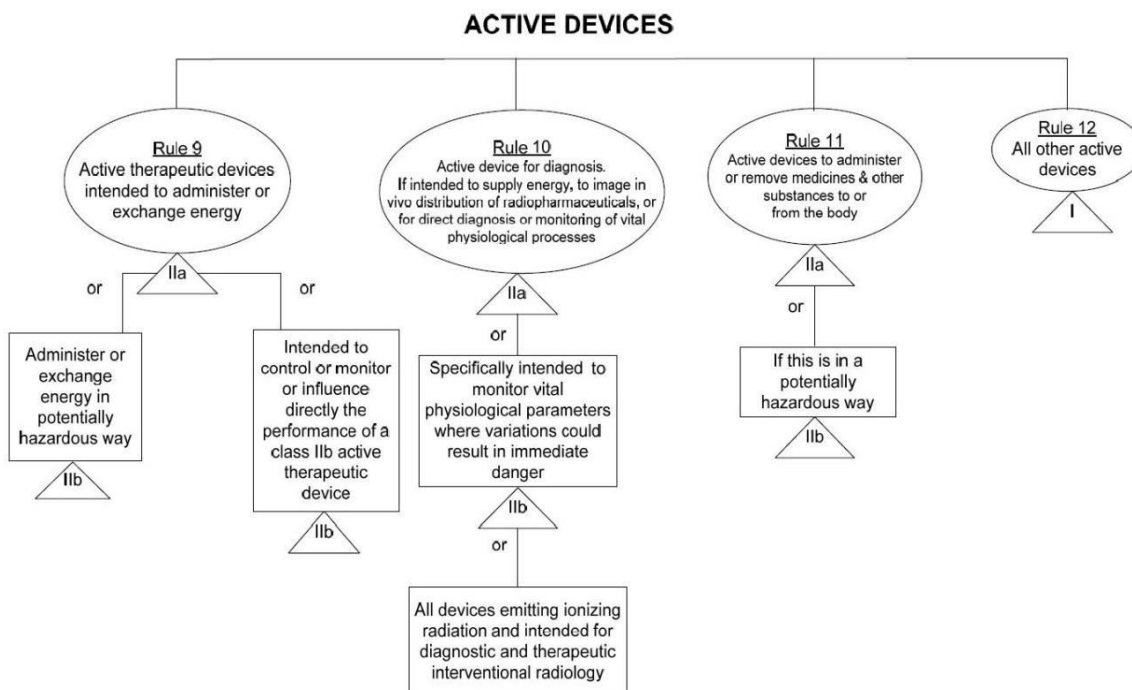 ACTIVE DEVICES
Rule 9
Active therapeutic devices
intended to administer or
exchange energy
IIa
or
or
Administer or
exchange
energy in
potentially
hazardous way
IIb
Intended to
control or monitor
or influence
directly the
performance of a
class IIb active
therapeutic
device
IIb
Rule 10
Active device for diagnosis.
If intended to supply energy, to image in
vivo distribution of radiopharmaceuticals, or
for direct diagnosis or monitoring of vital
physiological processes
IIa
or
Specifically intended to
monitor vital
physiological parameters
where variations could
result in immediate
danger
IIb
or
All devices emitting ionizing
radiation and intended for
diagnostic and therapeutic
interventional radiology
Rule 11
Active devices to administer
or remove medicines & other
substances to or
from the body
IIa
or
If this is in a
potentially
hazardous way
IIb
Rule 12
All other active
devices
I